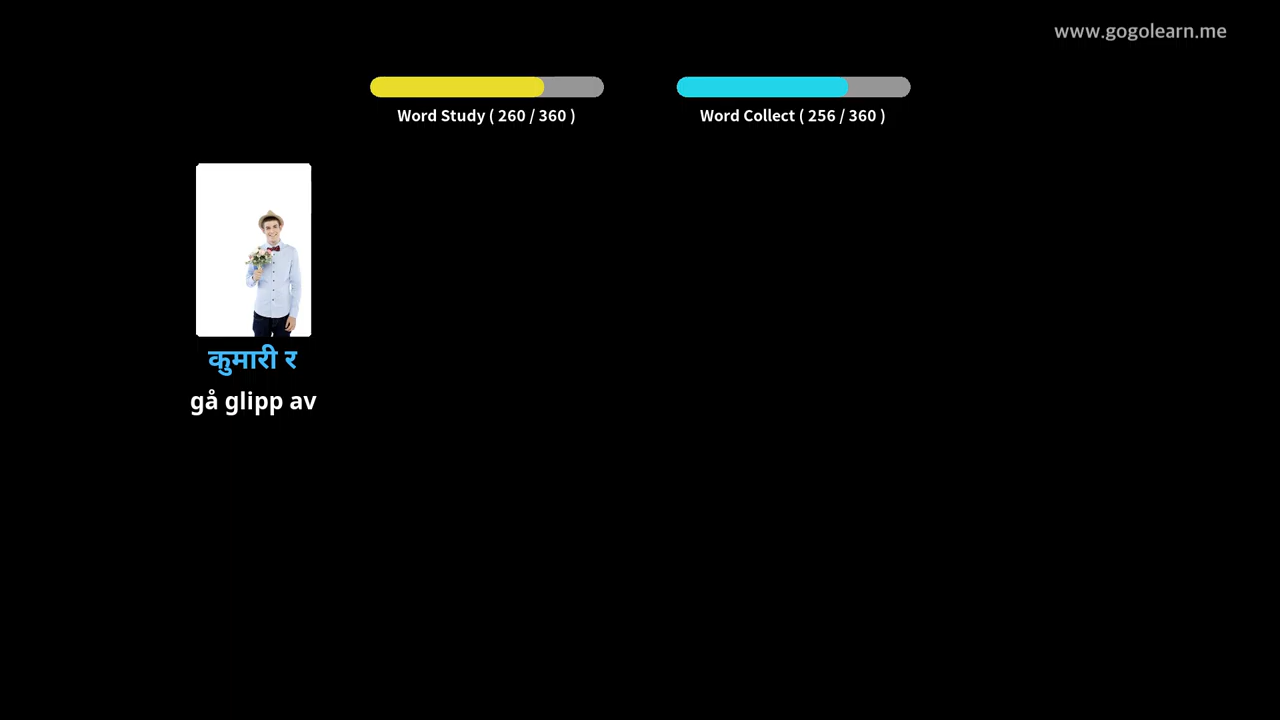 www.gogolearn.me
Word Study ( 260 / 360 )
Word Collect ( 256 / 360 )
कुमारी र
gå glipp av